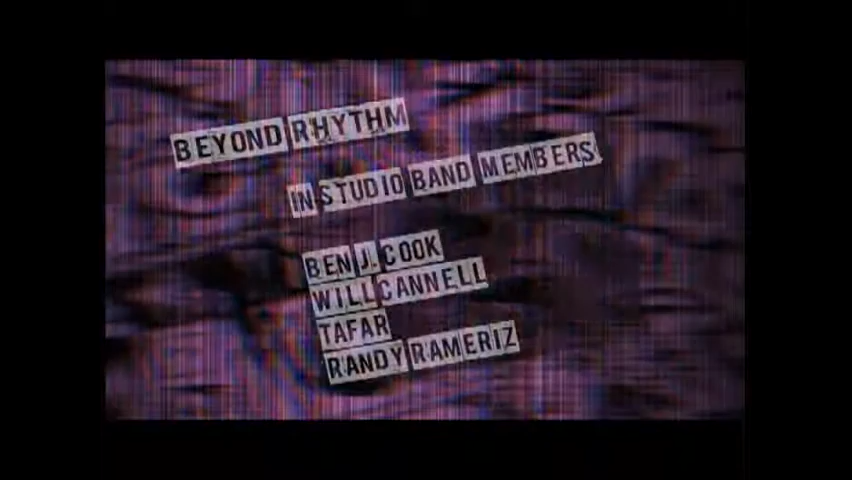 BEYOND RHYTHM
IN STUDIO BAND MEMBERS
BEN J. COOK
WILL CANNELL
TAFAR
RANDY RAMERIZ